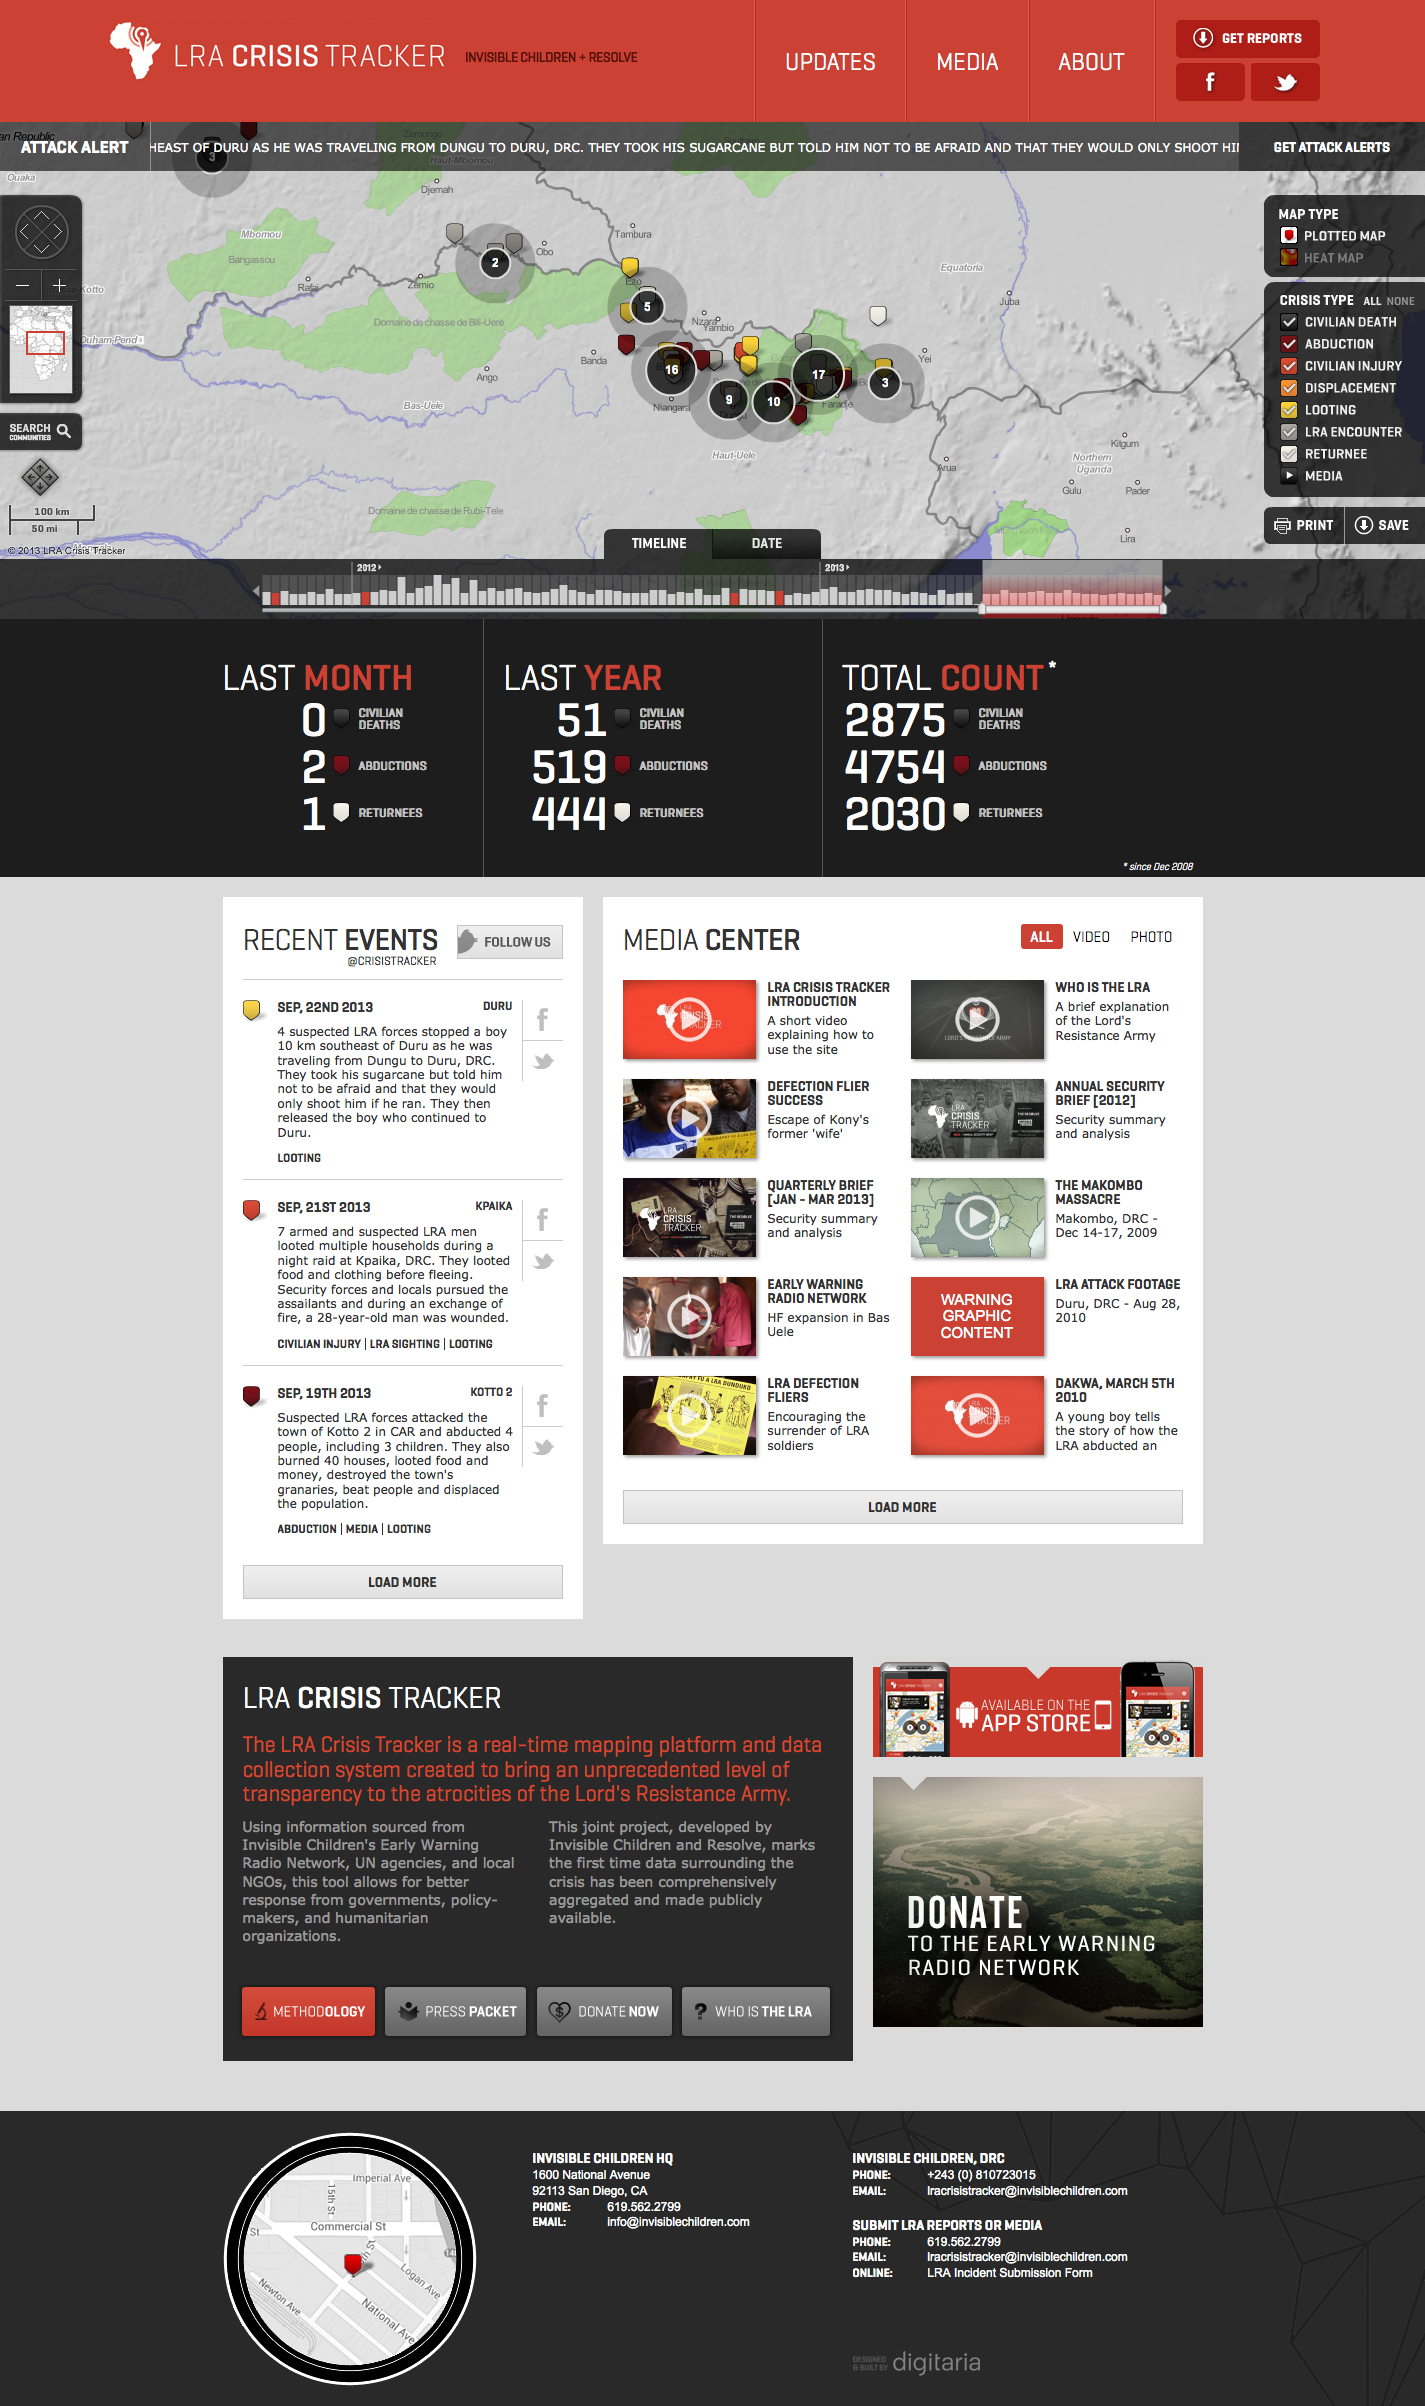 LRA CRISIS TRACKER
INVISIBLE CHILDREN + RESOLVE
UPDATES
MEDIA
ABOUT
GET REPORTS
ATTACK ALERT
HEAST OF DURU AS HE WAS TRAVELING FROM DUNGU TO DURU, DRC. THEY TOOK HIS SUGARCANE BUT TOLD HIM NOT TO BE AFRAID AND THAT THEY WOULD ONLY SHOOT HI
GET ATTACK ALERTS
an Republic
Ouaka
3
Zemongo
Haut-Mbomou
Djemah
Mbomou
Bangassou
Rafai
Zemio
2
Obo
Tambura
Ezo
5
Nzara
Yambio
Equatoria
Juba
Kotto
Duham-Pend
Domaine de chasse de Bili-Uere
Banda
Ango
Bas-Uele
16
Niangara
9
10
17
Faradje
3
Yei
Haut-Uele
Domaine de chasse de Rubi-Tele
Arua
Kitgum
Northern
Uganda
Gulu
Pader
Lira
MAP TYPE
PLOTTED MAP
HEAT MAP
CRISIS TYPE ALL NONE
CIVILIAN DEATH
ABDUCTION
CIVILIAN INJURY
DISPLACEMENT
LOOTING
LRA ENCOUNTER
RETURNEE
MEDIA
PRINT
SAVE
SEARCH
COMMUNITIES
100 km
50 mi
© 2013 LRA Crisis Tracker
TIMELINE
DATE
2012
2013
LAST MONTH
0 CIVILIAN DEATHS
2 ABDUCTIONS
1 RETURNEES
LAST YEAR
51 CIVILIAN DEATHS
519 ABDUCTIONS
444 RETURNEES
TOTAL COUNT *
2875 CIVILIAN DEATHS
4754 ABDUCTIONS
2030 RETURNEES
* since Dec 2008
RECENT EVENTS
@CRISISTRACKER
FOLLOW US
SEP, 22ND 2013 DURU
4 suspected LRA forces stopped a boy
10 km southeast of Duru as he was
traveling from Dungu to Duru, DRC.
They took his sugarcane but told him
not to be afraid and that they would
only shoot him if he ran. They then
released the boy who continued to
Duru.
LOOTING
SEP, 21ST 2013 KPAIKA
7 armed and suspected LRA men
looted multiple households during a
night raid at Kpaika, DRC. They looted
food and clothing before fleeing.
Security forces and locals pursued the
assailants and during an exchange of
fire, a 28-year-old man was wounded.
CIVILIAN INJURY | LRA SIGHTING | LOOTING
SEP, 19TH 2013 KOTTO 2
Suspected LRA forces attacked the
town of Kotto 2 in CAR and abducted 4
people, including 3 children. They also
burned 40 houses, looted food and
money, destroyed the town's
granaries, beat people and displaced
the population.
ABDUCTION | MEDIA | LOOTING
LOAD MORE
MEDIA CENTER
ALL VIDEO PHOTO
LRA CRISIS TRACKER
INTRODUCTION
A short video
explaining how to
use the site
WHO IS THE LRA
A brief explanation
of the Lord's
Resistance Army
DEFECTION FLIER
SUCCESS
Escape of Kony's
former 'wife'
LRA
CRISIS
TRACKER
ANNUAL SECURITY
BRIEF [2012]
Security summary
and analysis
LRA
CRISIS
TRACKER
QUARTERLY BRIEF
[JAN - MAR 2013]
Security summary
and analysis
THE MAKOMBO
MASSACRE
Makombo, DRC -
Dec 14-17, 2009
EARLY WARNING
RADIO NETWORK
HF expansion in Bas
Uele
WARNING
GRAPHIC
CONTENT
LRA ATTACK FOOTAGE
Duru, DRC - Aug 28,
2010
LRA DEFECTION
FLIERS
Encouraging the
surrender of LRA
soldiers
DAKWA, MARCH 5TH
2010
A young boy tells
the story of how the
LRA abducted an
LOAD MORE
LRA CRISIS TRACKER
The LRA Crisis Tracker is a real-time mapping platform and data
collection system created to bring an unprecedented level of
transparency to the atrocities of the Lord's Resistance Army.
Using information sourced from
Invisible Children's Early Warning
Radio Network, UN agencies, and local
NGOs, this tool allows for better
response from governments, policy-
makers, and humanitarian
organizations.
This joint project, developed by
Invisible Children and Resolve, marks
the first time data surrounding the
crisis has been comprehensively
aggregated and made publicly
available.
METHODOLOGY
PRESS PACKET
DONATE NOW
WHO IS THE LRA
AVAILABLE ON THE
APP STORE
DONATE
TO THE EARLY WARNING
RADIO NETWORK
Imperial Ave
15th St
Commercial St
St
Logan Ave
Newton Ave
National Ave
INVISIBLE CHILDREN HQ
1600 National Avenue
92113 San Diego, CA
PHONE: 619.562.2799
EMAIL: info@invisiblechildren.com
INVISIBLE CHILDREN, DRC
PHONE: +243 (0) 810723015
EMAIL: lracrisistracker@invisiblechildren.com
SUBMIT LRA REPORTS OR MEDIA
PHONE: 619.562.2799
EMAIL: lracrisistracker@invisiblechildren.com
ONLINE: LRA Incident Submission Form
DESIGNED
& BUILT BY digitaria